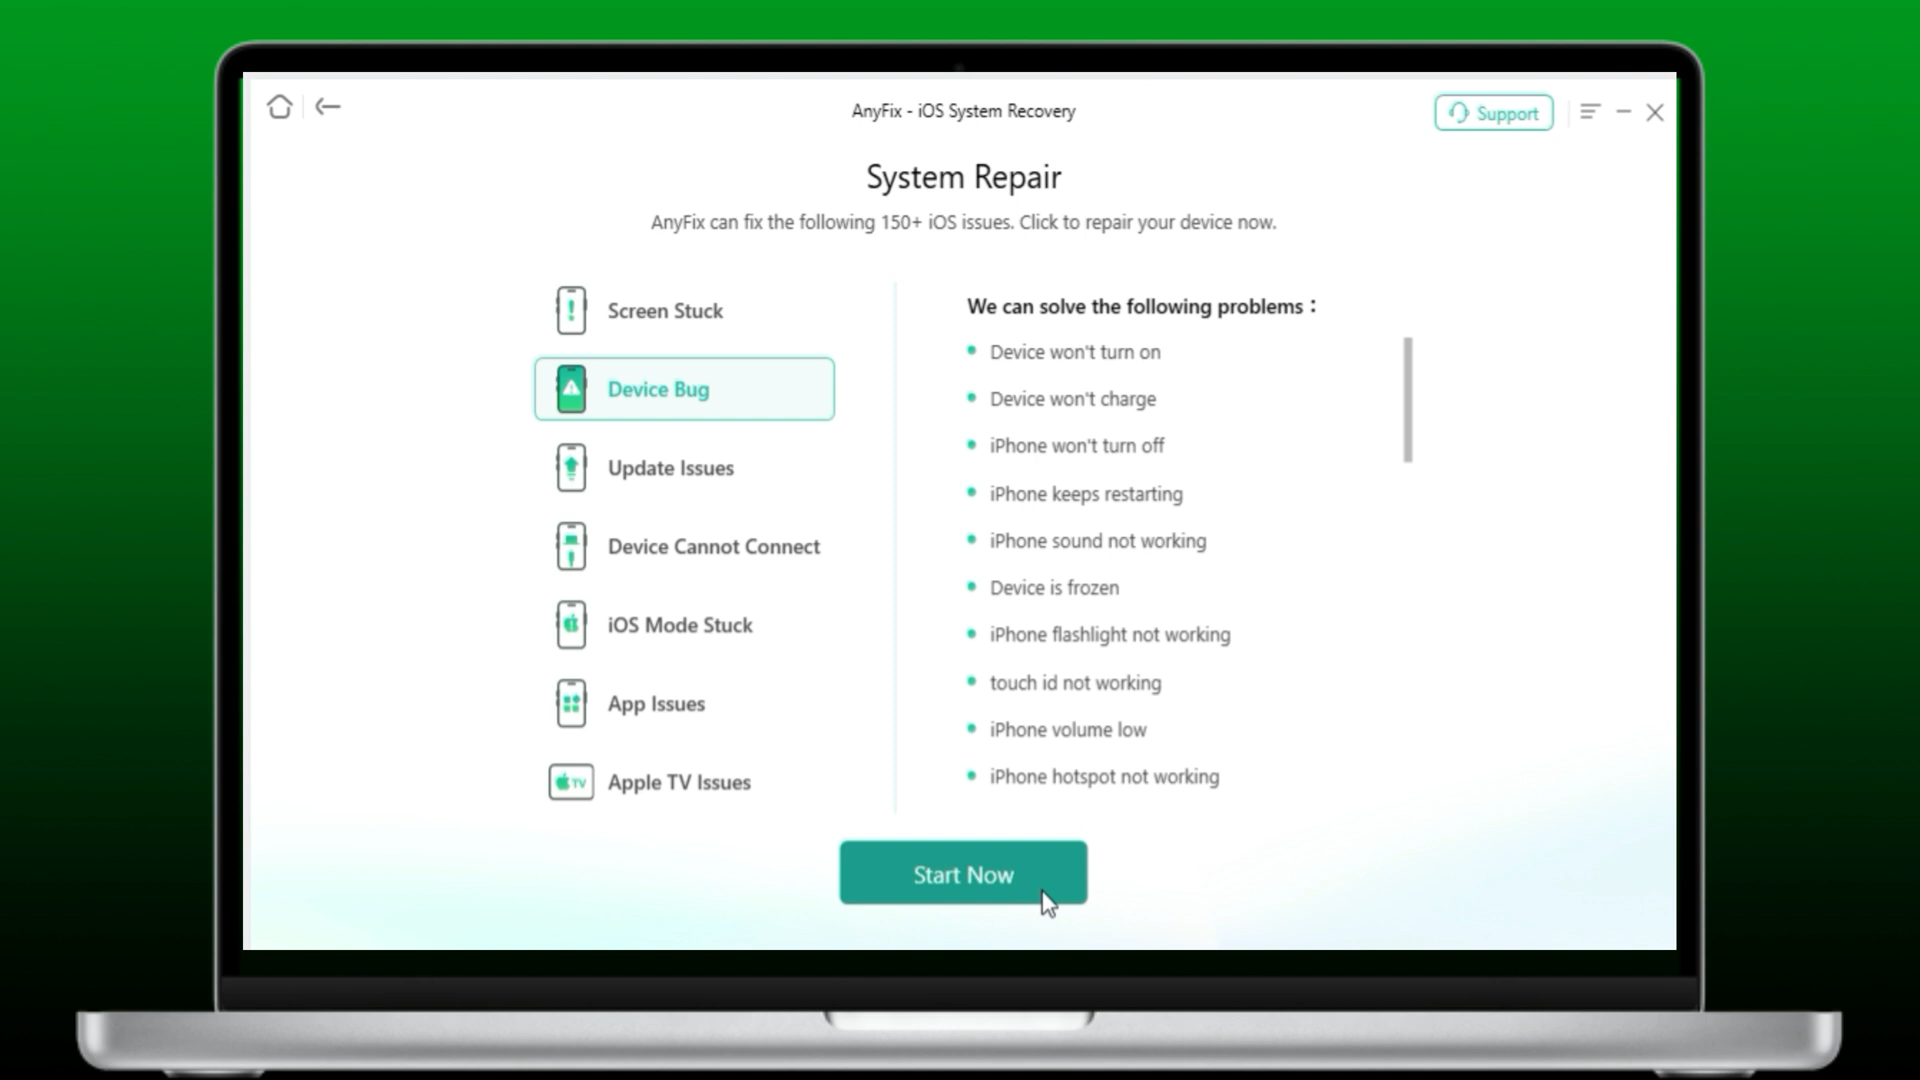 AnyFix - iOS System Recovery
Support
System Repair
AnyFix can fix the following 150+ iOS issues. Click to repair your device now.
Screen Stuck
Device Bug
Update Issues
Device Cannot Connect
iOS Mode Stuck
App Issues
TV
Apple TV Issues
We can solve the following problems：
Device won't turn on
Device won't charge
iPhone won't turn off
iPhone keeps restarting
iPhone sound not working
Device is frozen
iPhone flashlight not working
touch id not working
iPhone volume low
iPhone hotspot not working
Start Now